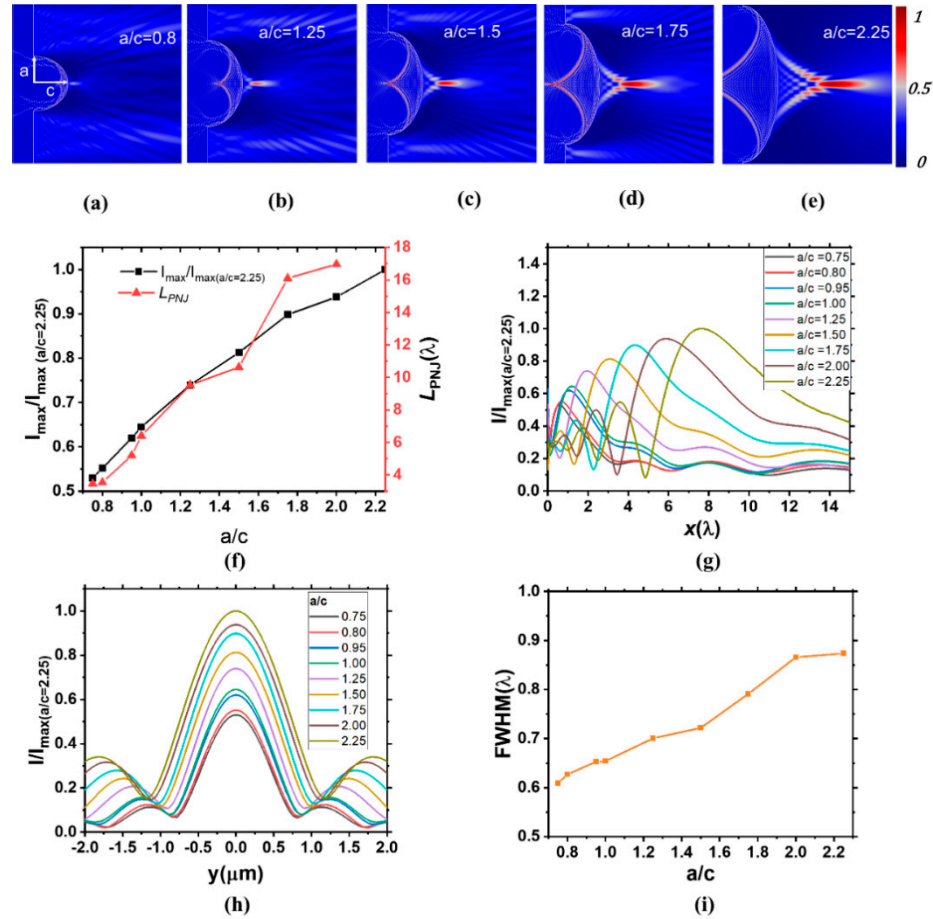 a/c=0.8
a
c
a/c=1.25
a/c=1.5
a/c=1.75
a/c=2.25
1
0.5
0
(a)
(b)
(c)
(d)
(e)
I_max/I_max (a/c=2.25)
1.0
0.9
0.8
0.7
0.6
0.5
I_max/I_max(a/c=2.25)
L_PNJ
18
16
14
12
10
8
6
4
L_PNJ(λ)
0.8 1.0 1.2 1.4 1.6 1.8 2.0 2.2
a/c
(f)
I/I_max(a/c=2.25)
1.4
1.2
1.0
0.8
0.6
0.4
0.2
0.0
a/c =0.75
a/c=0.80
a/c =0.95
a/c =1.00
a/c=1.25
a/c=1.50
a/c=1.75
a/c =2.00
a/c =2.25
0 2 4 6 8 10 12 14
x(λ)
(g)
I/I_max(a/c=2.25)
1.0
0.8
0.6
0.4
0.2
0.0
a/c
0.75
0.80
0.95
1.00
1.25
1.50
1.75
2.00
2.25
-2.0 -1.5 -1.0 -0.5 0.0 0.5 1.0 1.5 2.0
y(μm)
(h)
FWHM(λ)
1.0
0.9
0.8
0.7
0.6
0.5
0.8 1.0 1.2 1.4 1.6 1.8 2.0 2.2
a/c
(i)